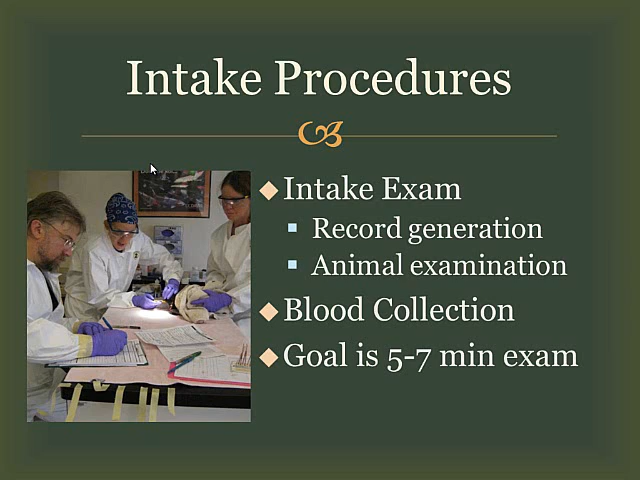 Intake Procedures
Intake Exam
Record generation
Animal examination
Blood Collection
Goal is 5-7 min exam